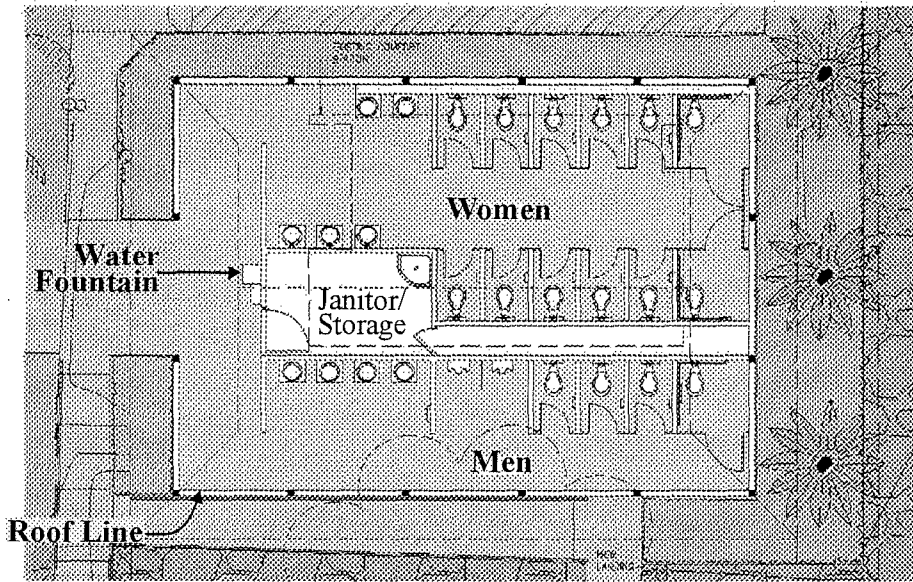 Women
Water
Fountain
Janitor/
Storage
Men
Roof Line